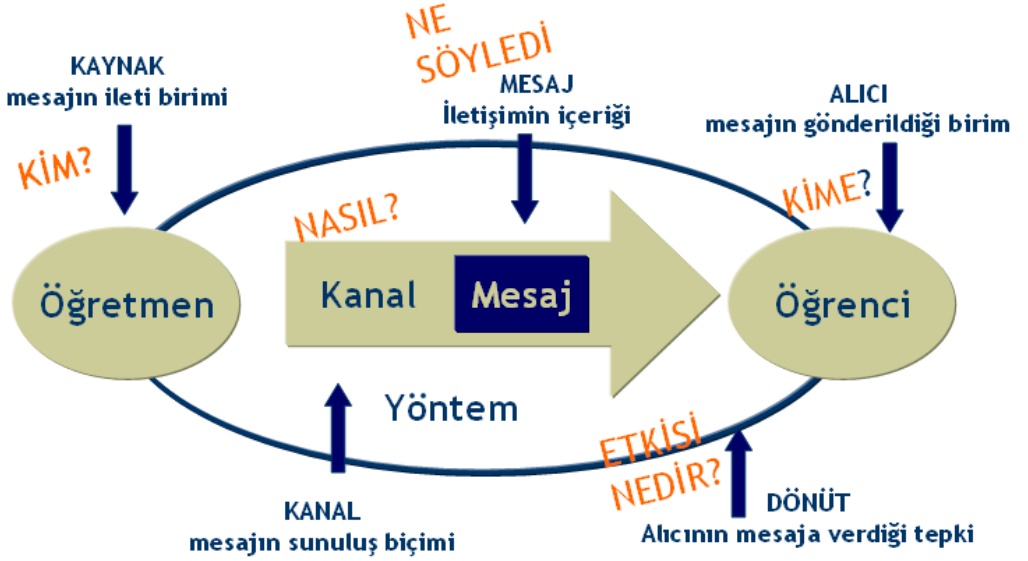 NE
SÖYLEDİ
KAYNAK
mesajın ileti birimi
MESAJ
İletişimin içeriği
ALICI
mesajın gönderildiği birim
KİM?
NASIL?
KİME?
Öğretmen
Kanal
Mesaj
Öğrenci
Yöntem
ETKİSİ
NEDİR?
KANAL
mesajın sunuluş biçimi
DÖNÜT
Alıcının mesaja verdiği tepki